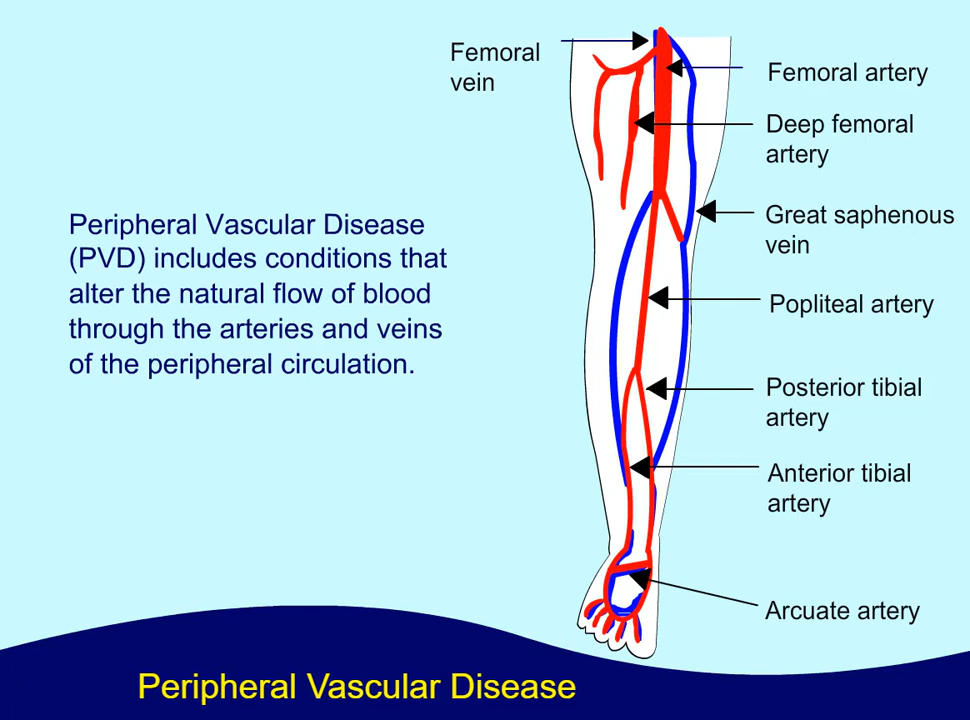 Femoral
vein
Femoral artery
Deep femoral
artery
Great saphenous
vein
Peripheral Vascular Disease
(PVD) includes conditions that
alter the natural flow of blood
through the arteries and veins
of the peripheral circulation.
Popliteal artery
Posterior tibial
artery
Anterior tibial
artery
Arcuate artery
Peripheral Vascular Disease